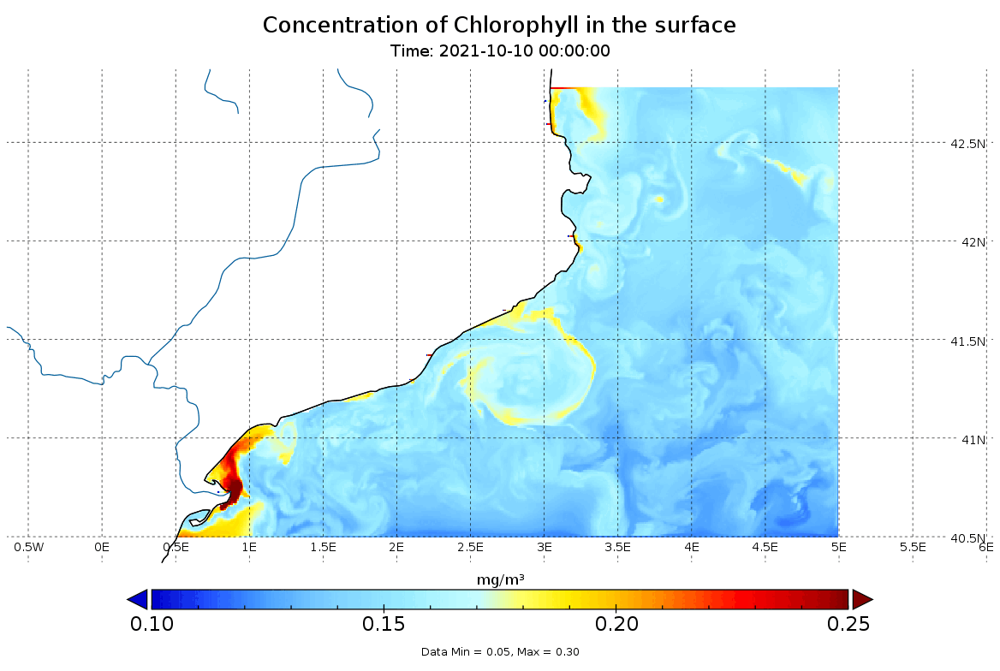 Concentration of Chlorophyll in the surface
Time: 2021-10-10 00:00:00
42.5N
42N
41.5N
41N
40.5N
0.5W 0E 0.5E 1E 1.5E 2E 2.5E 3E 3.5E 4E 4.5E 5E 5.5E 6E
mg/m³
0.10 0.15 0.20 0.25
Data Min = 0.05, Max = 0.30